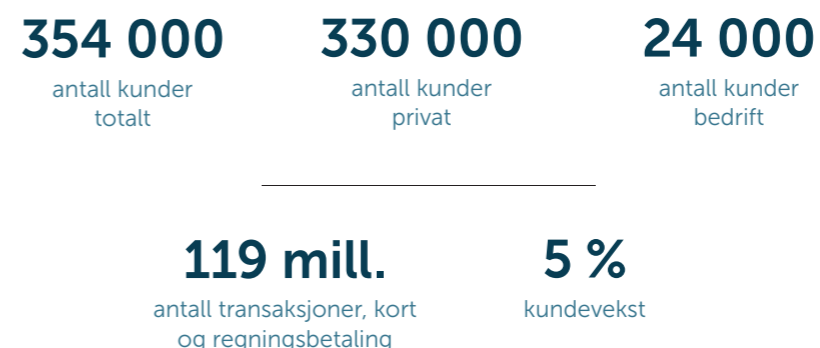 354 000 330 000 24 000
antall kunder antall kunder antall kunder
totalt privat bedrift
119 mill. 5 %
antall transaksjoner, kort kundevekst
og regningsbetaling